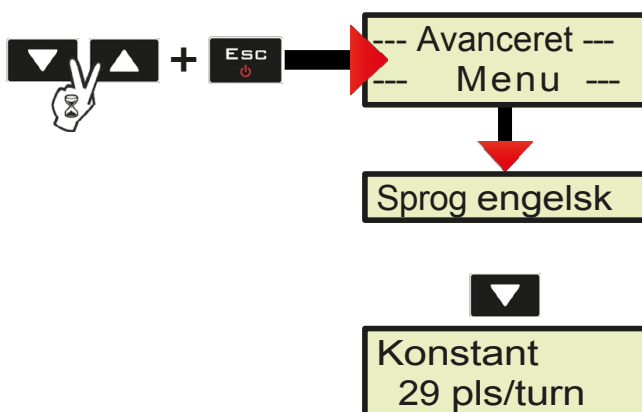 + Esc
--- Avanceret ---
--- Menu ---
Sprog engelsk
Konstant
29 pls/turn